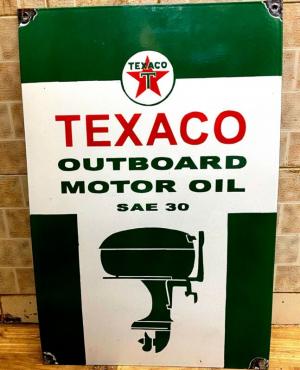 TEXACO
T
TEXACO
OUTBOARD
MOTOR OIL
SAE 30